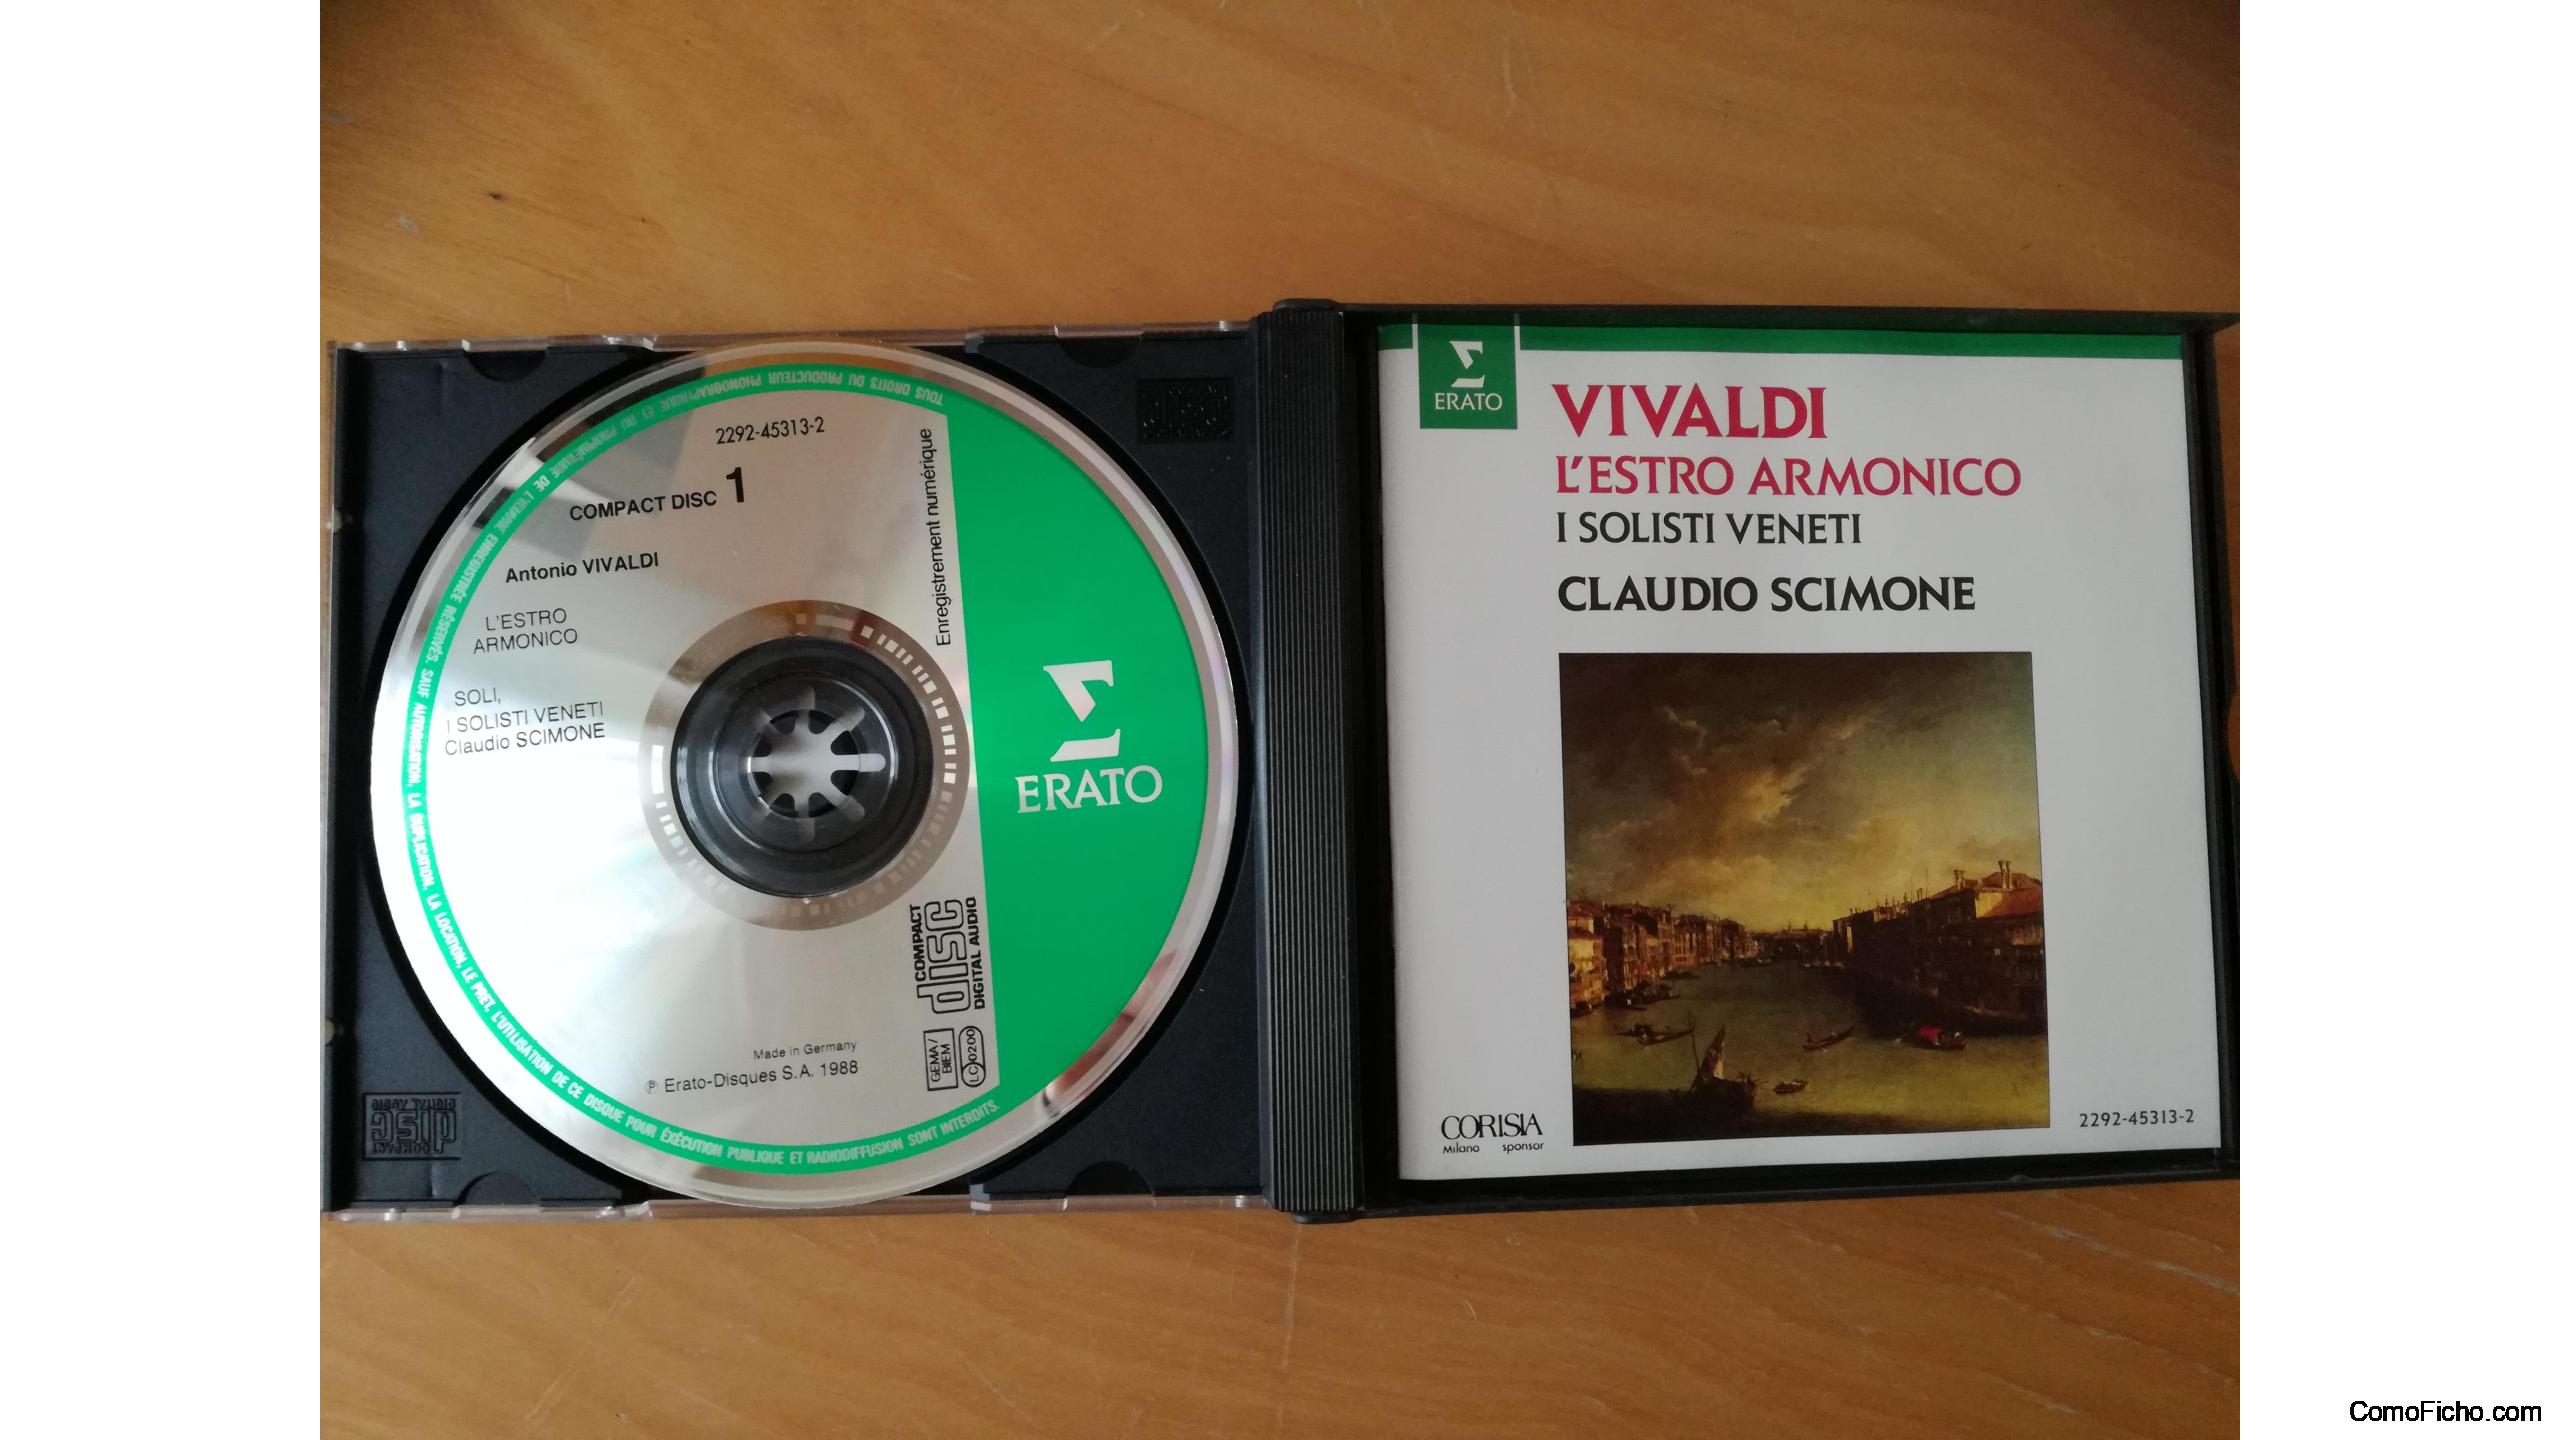 2292-45313-2
COMPACT DISC 1
Antonio VIVALDI
L'ESTRO
ARMONICO
SOLI,
I SOLISTI VENETI
Claudio SCIMONE
Enregistrement numérique
ERATO
COMPACT
disc
DIGITAL AUDIO
GEMA/
BIEM
LC 0200
Made in Germany
℗ Erato-Disques S.A. 1988
TOUS DROITS DU PRODUCTEUR PHONOGRAPHIQUE ET DU PROPRIÉTAIRE DE L'ŒUVRE ENREGISTRÉE RÉSERVÉS. SAUF AUTORISATION, LA DUPLICATION, LA LOCATION, LE PRÊT, L'UTILISATION DE CE DISQUE POUR EXÉCUTION PUBLIQUE ET RADIODIFFUSION SONT INTERDITS.
COMPACT
disc
DIGITAL AUDIO
ERATO
VIVALDI
L'ESTRO ARMONICO
I SOLISTI VENETI
CLAUDIO SCIMONE
CORISIA
Milano sponsor
2292-45313-2
ComoFicho.com